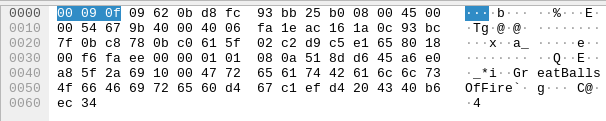 0000 00 09 0f 09 62 0b d8 fc 93 bb 25 b0 08 00 45 00 ····b··· ··%···E·
0010 00 54 67 9b 40 00 40 06 fa 1e ac 16 1a 0c 93 bc ·Tg·@·@· ········
0020 7f 0b c8 78 0b c0 61 5f 02 c2 d9 c5 e1 65 80 18 ···x··a_ ·····e··
0030 00 f6 fa ee 00 00 01 01 08 0a 51 8d d6 45 a6 e0 ········ ··Q··E··
0040 a8 5f 2a 69 10 00 47 72 65 61 74 42 61 6c 6c 73 ·_*i··Gr eatBalls
0050 4f 66 46 69 72 65 60 d4 67 c1 ef d4 20 43 40 b6 OfFire`· g··· C@·
0060 ec 34 ·4